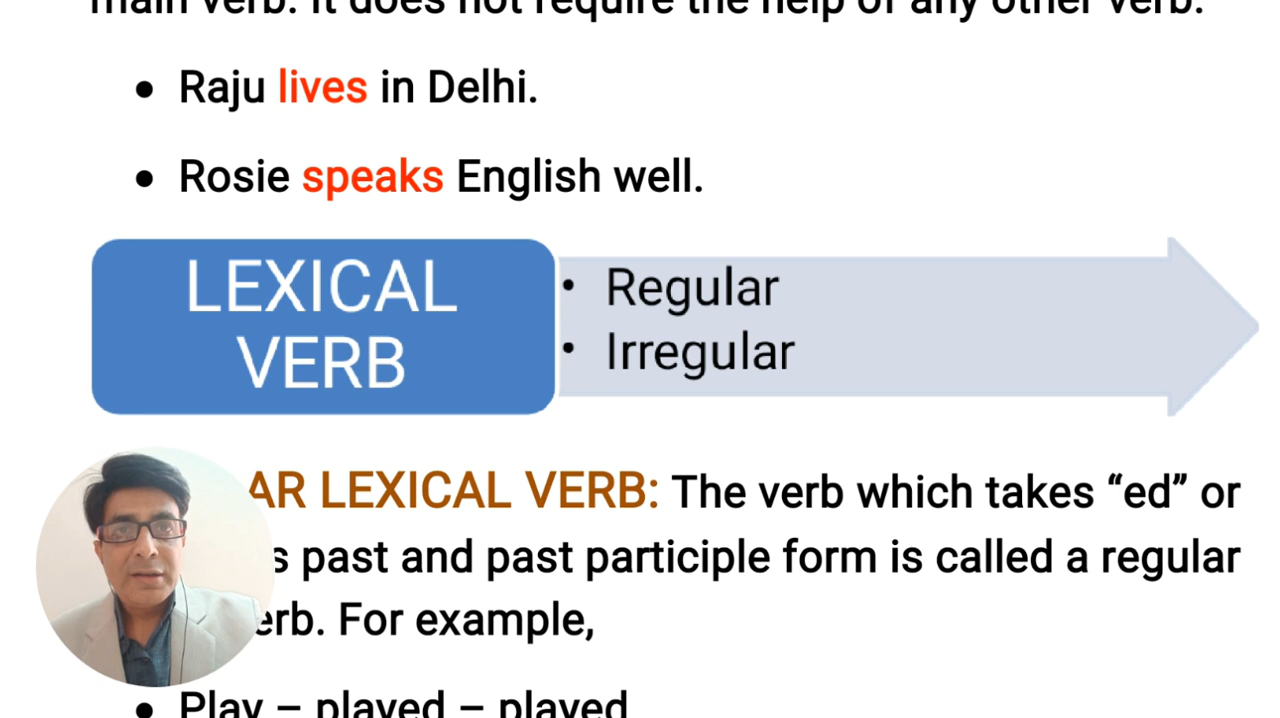 main verb. It does not require the help of any other verb.
• Raju lives in Delhi.
• Rosie speaks English well.
LEXICAL
VERB
• Regular
• Irregular
AR LEXICAL VERB: The verb which takes “ed” or
s past and past participle form is called a regular
erb. For example,
• Play – played – played